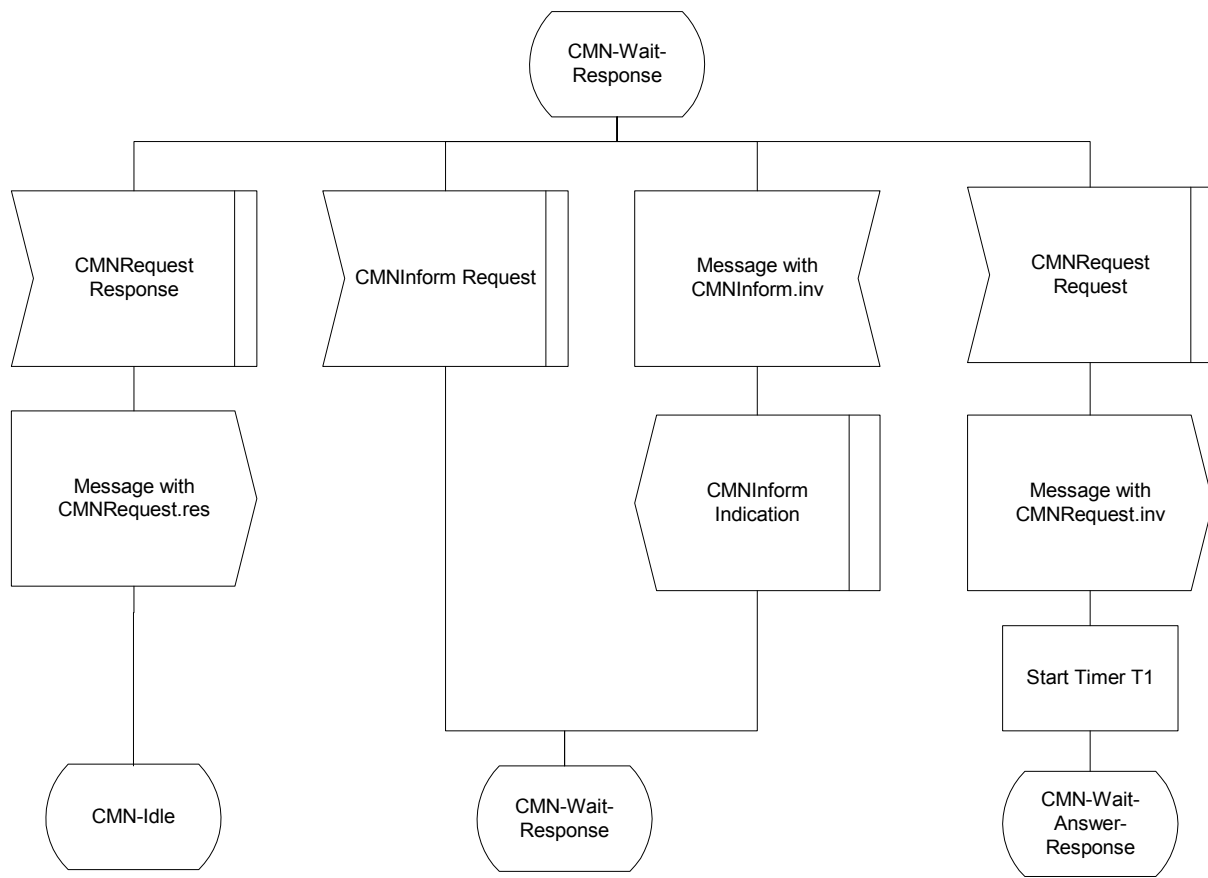 CMN-Wait-
Response
CMNRequest
Response
CMNInform Request
Message with
CMNInform.inv
CMNRequest
Request
Message with
CMNRequest.res
CMNInform
Indication
Message with
CMNRequest.inv
Start Timer T1
CMN-Idle
CMN-Wait-
Response
CMN-Wait-
Answer-
Response